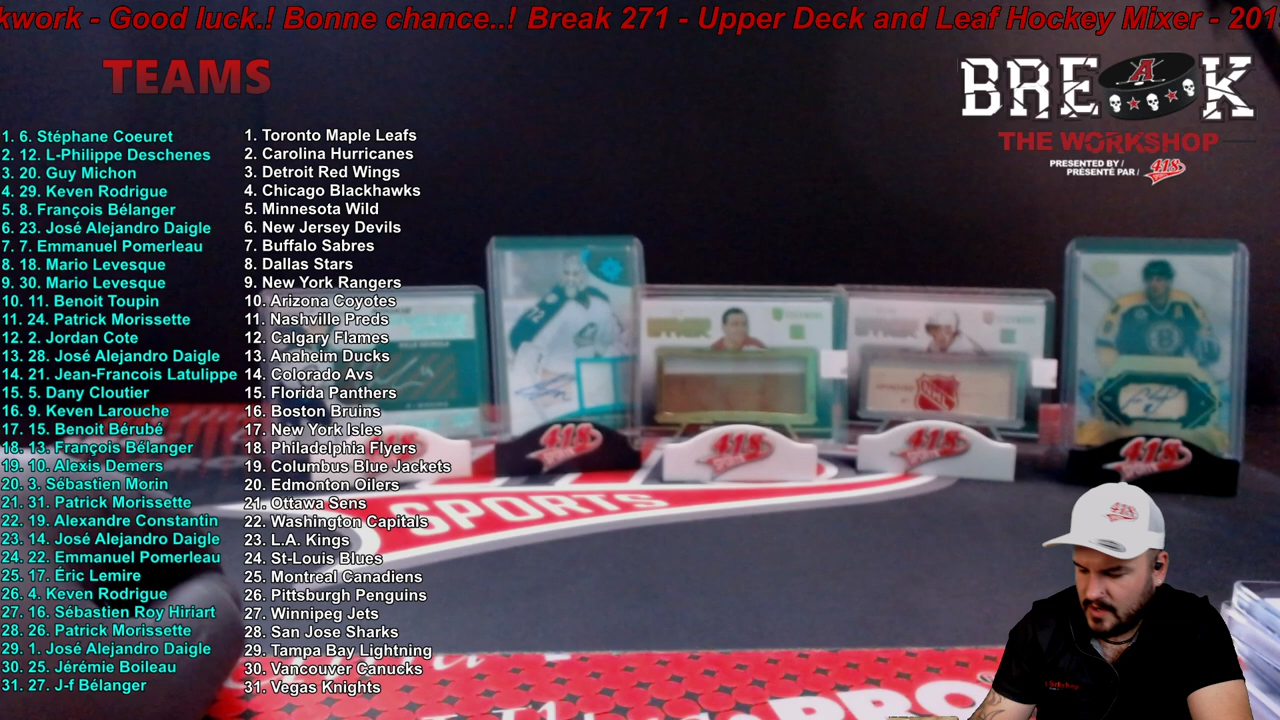 kwork - Good luck.! Bonne chance..! Break 271 - Upper Deck and Leaf Hockey Mixer - 201
TEAMS
BREAK
A
THE WORKSHOP
PRESENTED BY /
PRÉSENTÉ PAR /
418
1. 6. Stéphane Coeuret
2. 12. L-Philippe Deschenes
3. 20. Guy Michon
4. 29. Keven Rodrigue
5. 8. François Bélanger
6. 23. José Alejandro Daigle
7. 7. Emmanuel Pomerleau
8. 18. Mario Levesque
9. 30. Mario Levesque
10. 11. Benoit Toupin
11. 24. Patrick Morissette
12. 2. Jordan Cote
13. 28. José Alejandro Daigle
14. 21. Jean-Francois Latulippe
15. 5. Dany Cloutier
16. 9. Keven Larouche
17. 15. Benoit Bérubé
18. 13. François Bélanger
19. 10. Alexis Demers
20. 3. Sébastien Morin
21. 31. Patrick Morissette
22. 19. Alexandre Constantin
23. 14. José Alejandro Daigle
24. 22. Emmanuel Pomerleau
25. 17. Éric Lemire
26. 4. Keven Rodrigue
27. 16. Sébastien Roy Hiriart
28. 26. Patrick Morissette
29. 1. José Alejandro Daigle
30. 25. Jérémie Boileau
31. 27. J-f Bélanger
1. Toronto Maple Leafs
2. Carolina Hurricanes
3. Detroit Red Wings
4. Chicago Blackhawks
5. Minnesota Wild
6. New Jersey Devils
7. Buffalo Sabres
8. Dallas Stars
9. New York Rangers
10. Arizona Coyotes
11. Nashville Preds
12. Calgary Flames
13. Anaheim Ducks
14. Colorado Avs
15. Florida Panthers
16. Boston Bruins
17. New York Isles
18. Philadelphia Flyers
19. Columbus Blue Jackets
20. Edmonton Oilers
21. Ottawa Sens
22. Washington Capitals
23. L.A. Kings
24. St-Louis Blues
25. Montreal Canadiens
26. Pittsburgh Penguins
27. Winnipeg Jets
28. San Jose Sharks
29. Tampa Bay Lightning
30. Vancouver Canucks
31. Vegas Knights
NHL
418
418
418
418
SPORTS
418
PRO